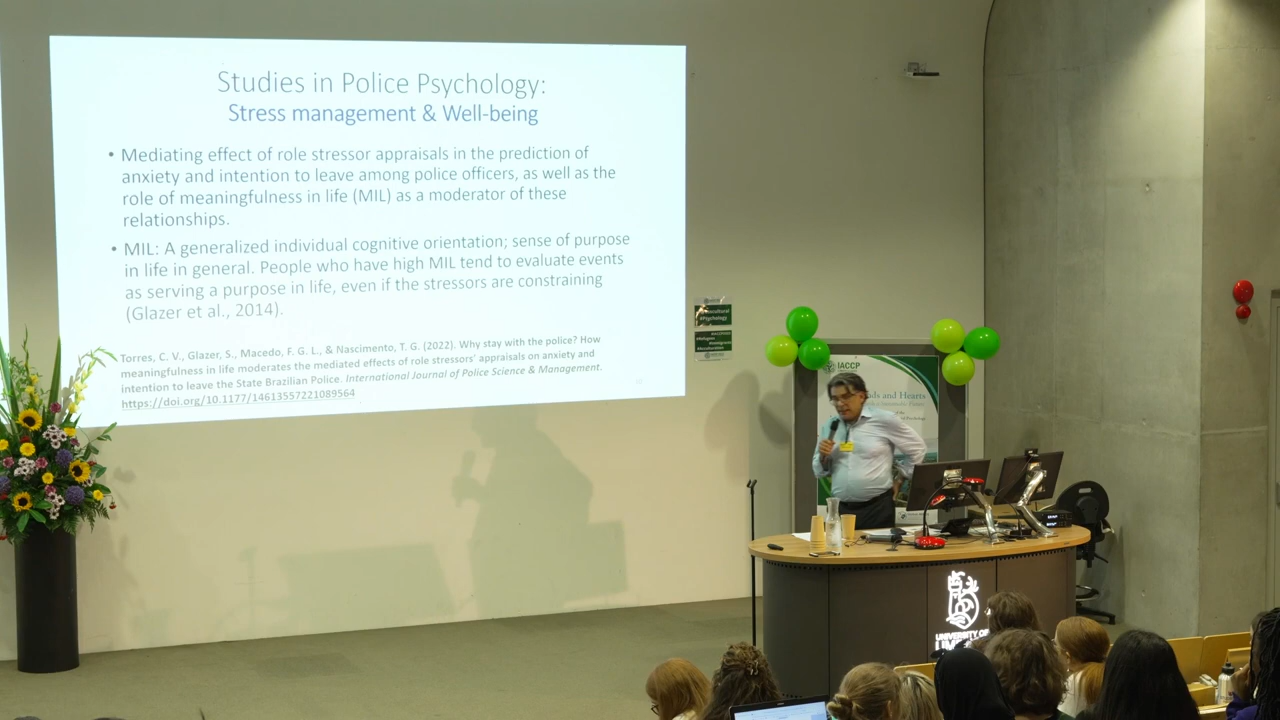 Studies in Police Psychology:
Stress management & Well-being
• Mediating effect of role stressor appraisals in the prediction of
anxiety and intention to leave among police officers, as well as the
role of meaningfulness in life (MIL) as a moderator of these
relationships.
• MIL: A generalized individual cognitive orientation; sense of purpose
in life in general. People who have high MIL tend to evaluate events
as serving a purpose in life, even if the stressors are constraining
(Glazer et al., 2014).
Torres, C. V., Glazer, S., Macedo, F. G. L., & Nascimento, T. G. (2022). Why stay with the police? How
meaningfulness in life moderates the mediated effects of role stressors' appraisals on anxiety and
intention to leave the State Brazilian Police. International Journal of Police Science & Management.
https://doi.org/10.1177/14613557221089564
#Psychology
IACCP
and Hearts
UNIVERSITY OF